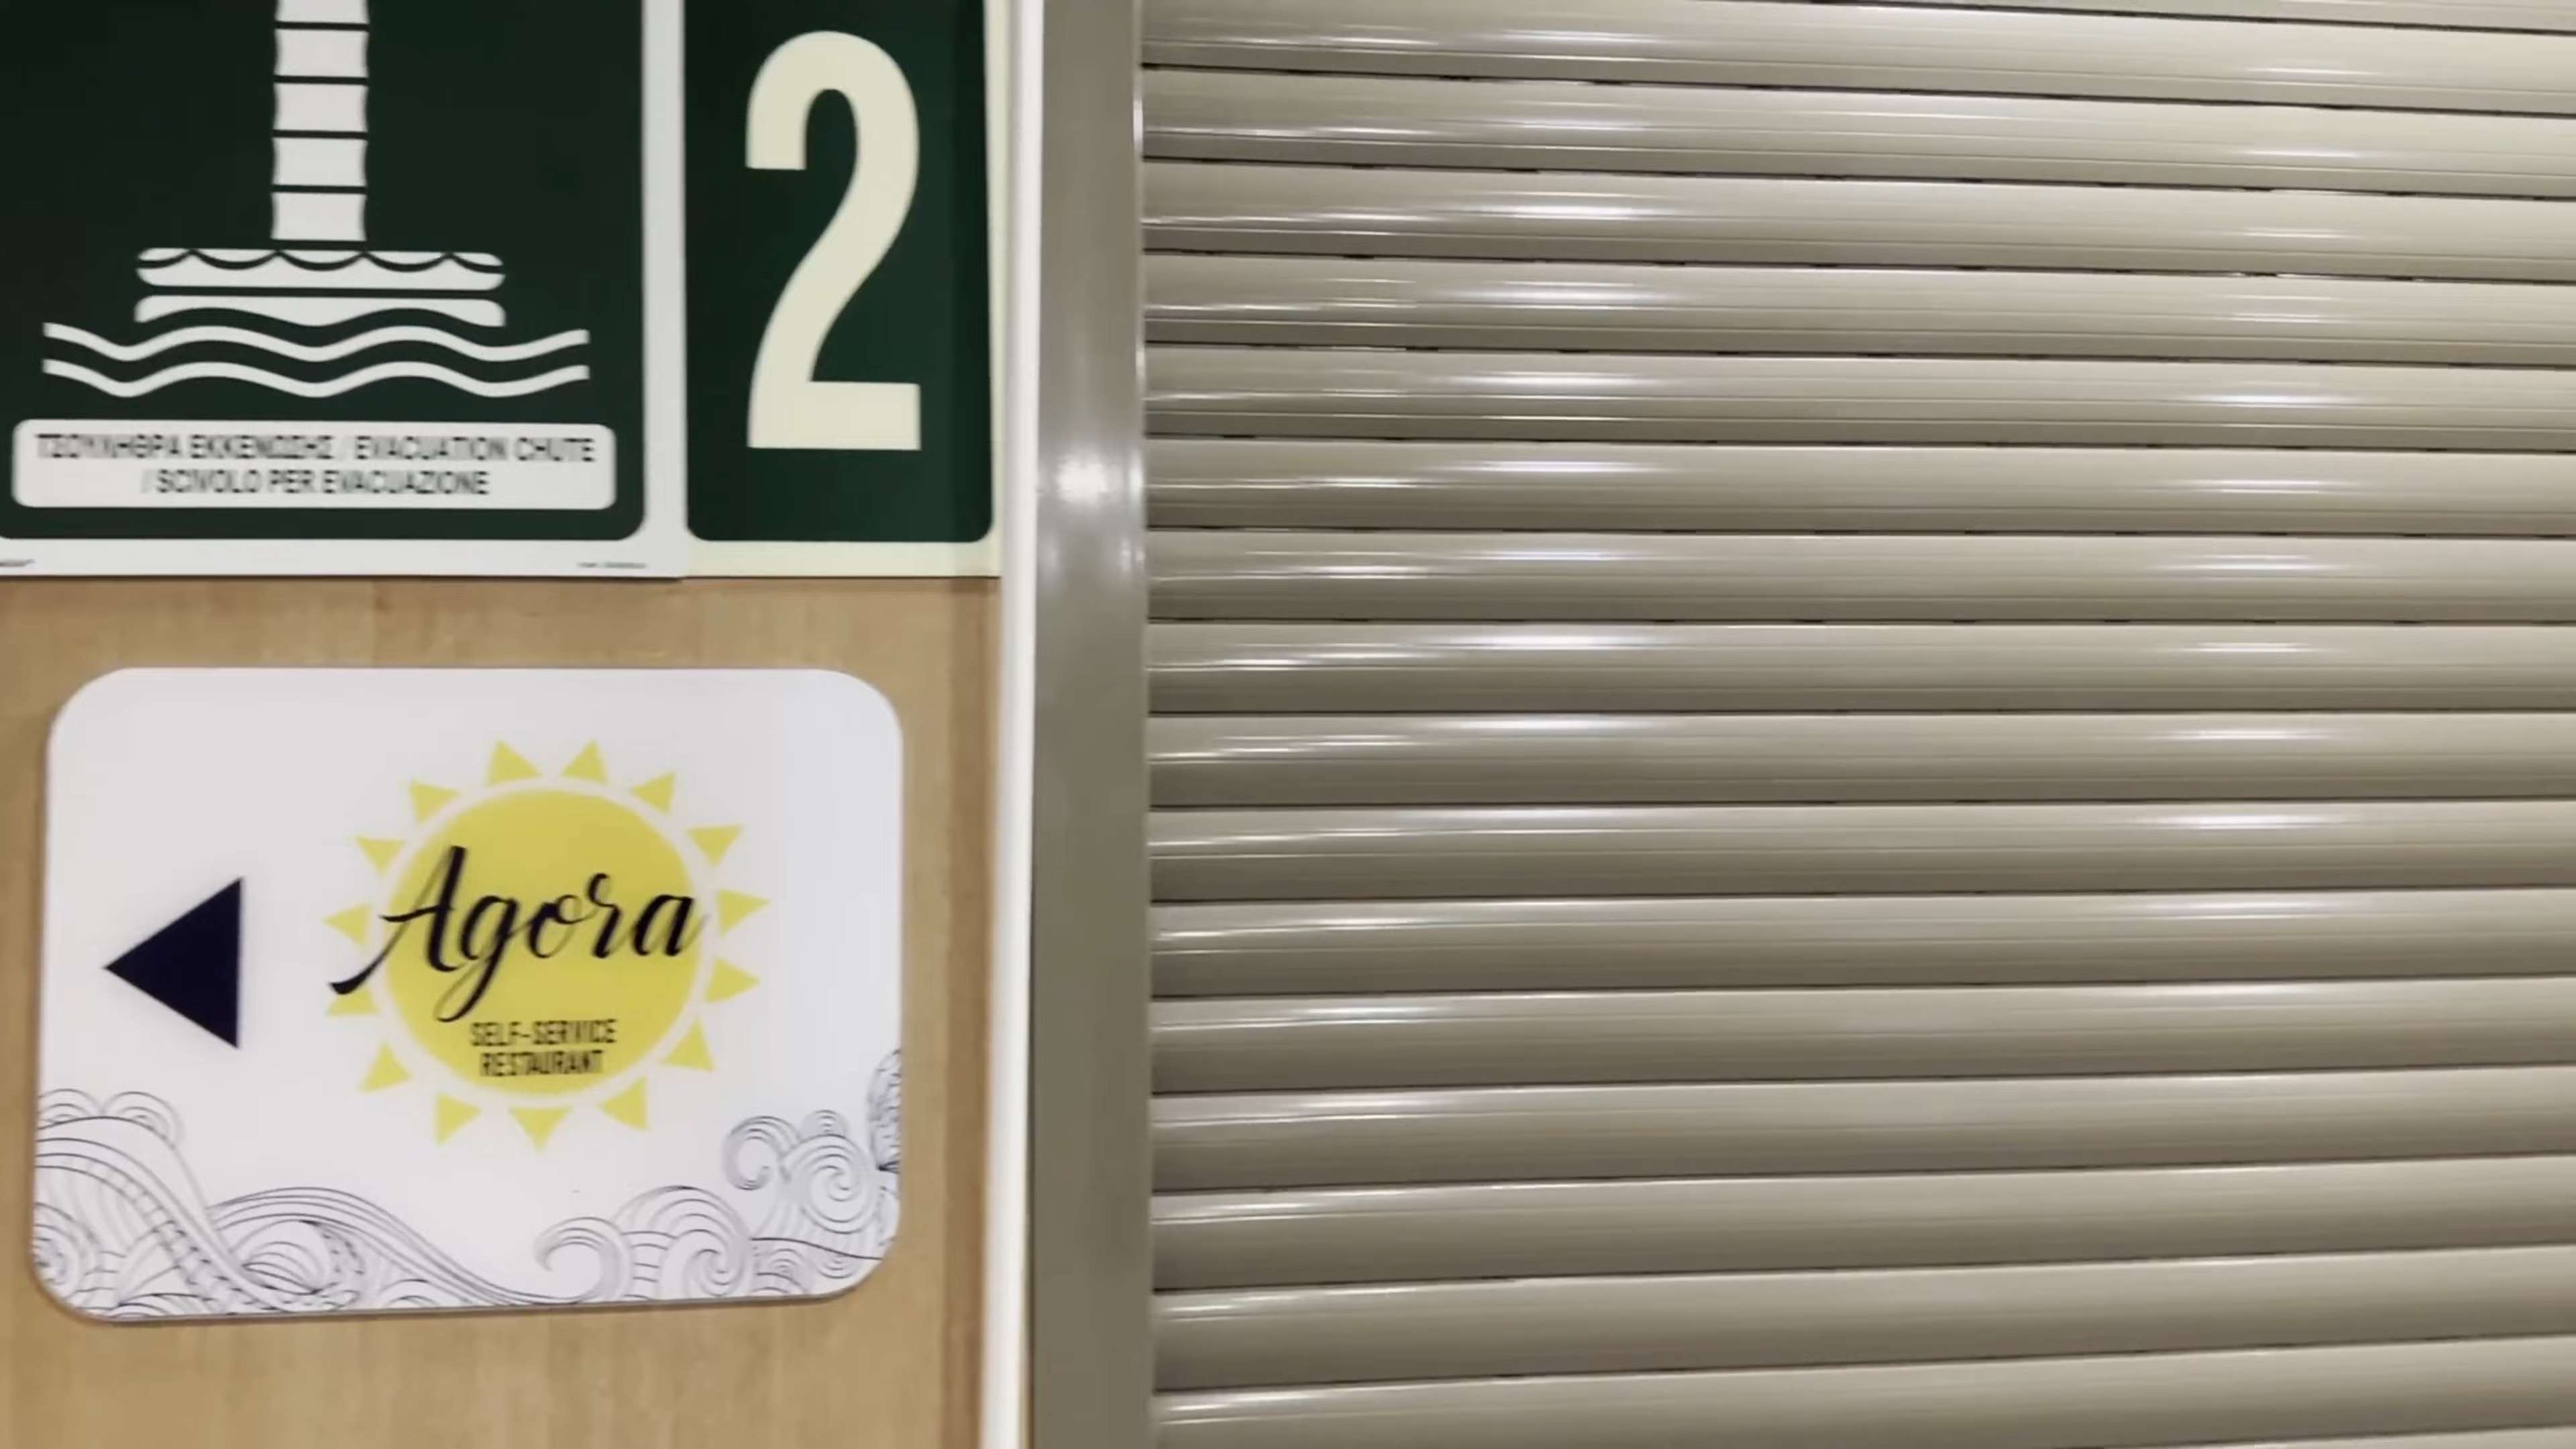 2
ΤΣΟΥΛΗΘΡΑ ΕΚΚΕΝΩΣΗΣ / EVACUATION CHUTE
/ SCIVOLO PER EVACUAZIONE
Agora
SELF-SERVICE
RESTAURANT